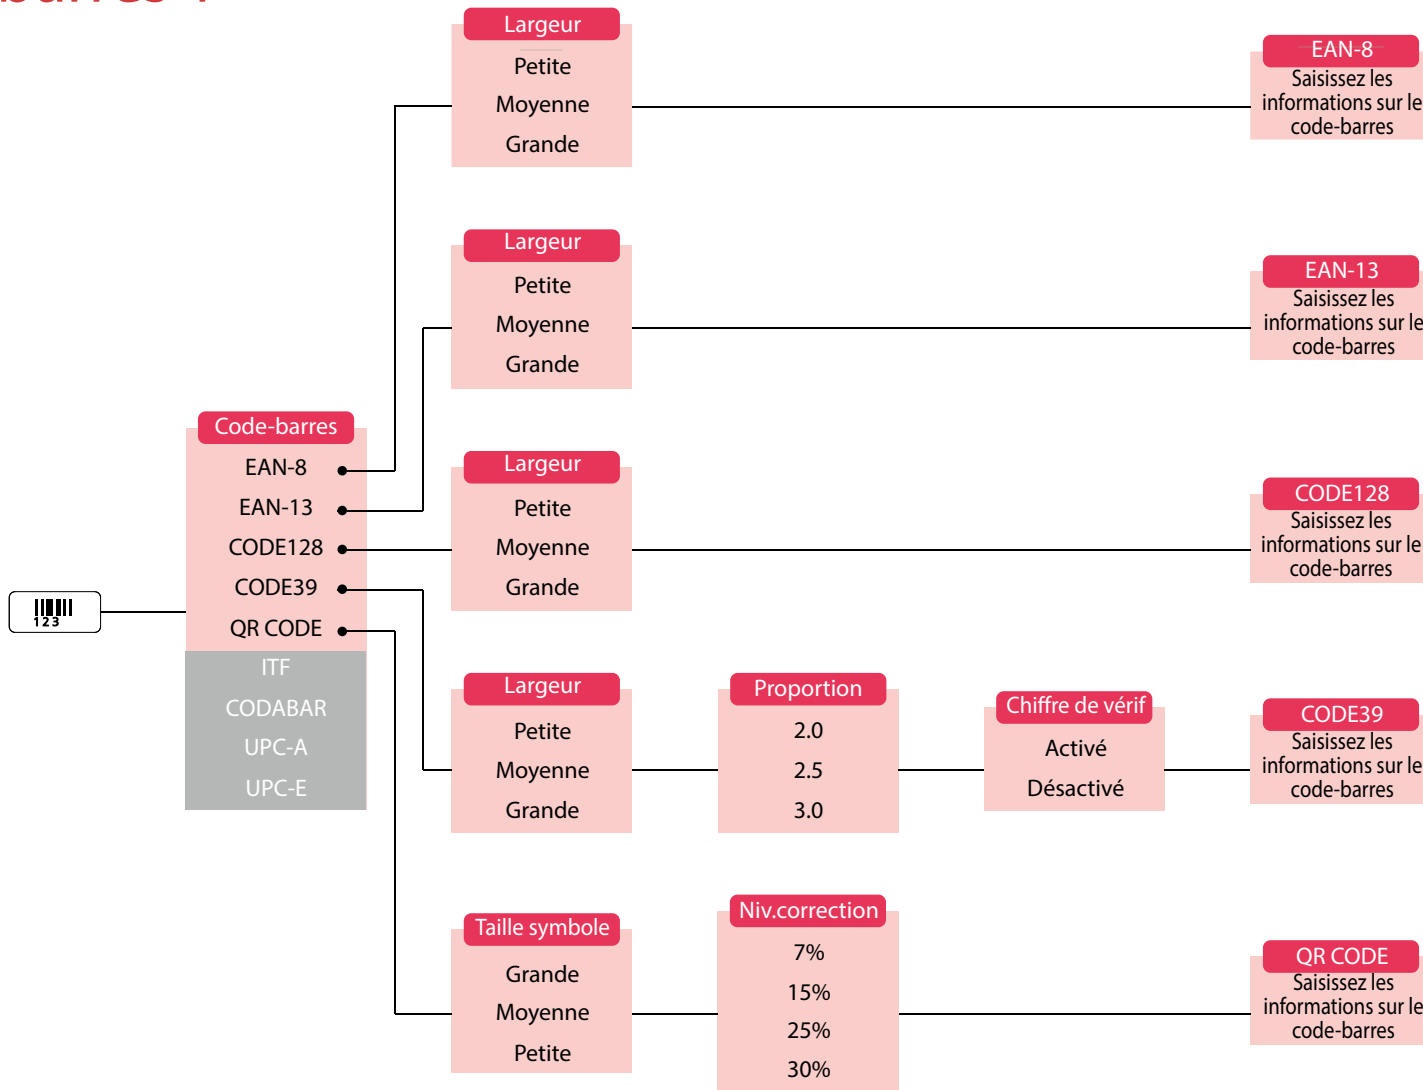 Largeur
Petite
Moyenne
Grande
EAN-8
Saisissez les
informations sur le
code-barres
Largeur
Petite
Moyenne
Grande
EAN-13
Saisissez les
informations sur le
code-barres
Code-barres
EAN-8
EAN-13
CODE128
CODE39
QR CODE
ITF
CODABAR
UPC-A
UPC-E
123
Largeur
Petite
Moyenne
Grande
CODE128
Saisissez les
informations sur le
code-barres
Largeur
Petite
Moyenne
Grande
Proportion
2.0
2.5
3.0
Chiffre de vérif
Activé
Désactivé
CODE39
Saisissez les
informations sur le
code-barres
Taille symbole
Grande
Moyenne
Petite
Niv.correction
7%
15%
25%
30%
QR CODE
Saisissez les
informations sur le
code-barres